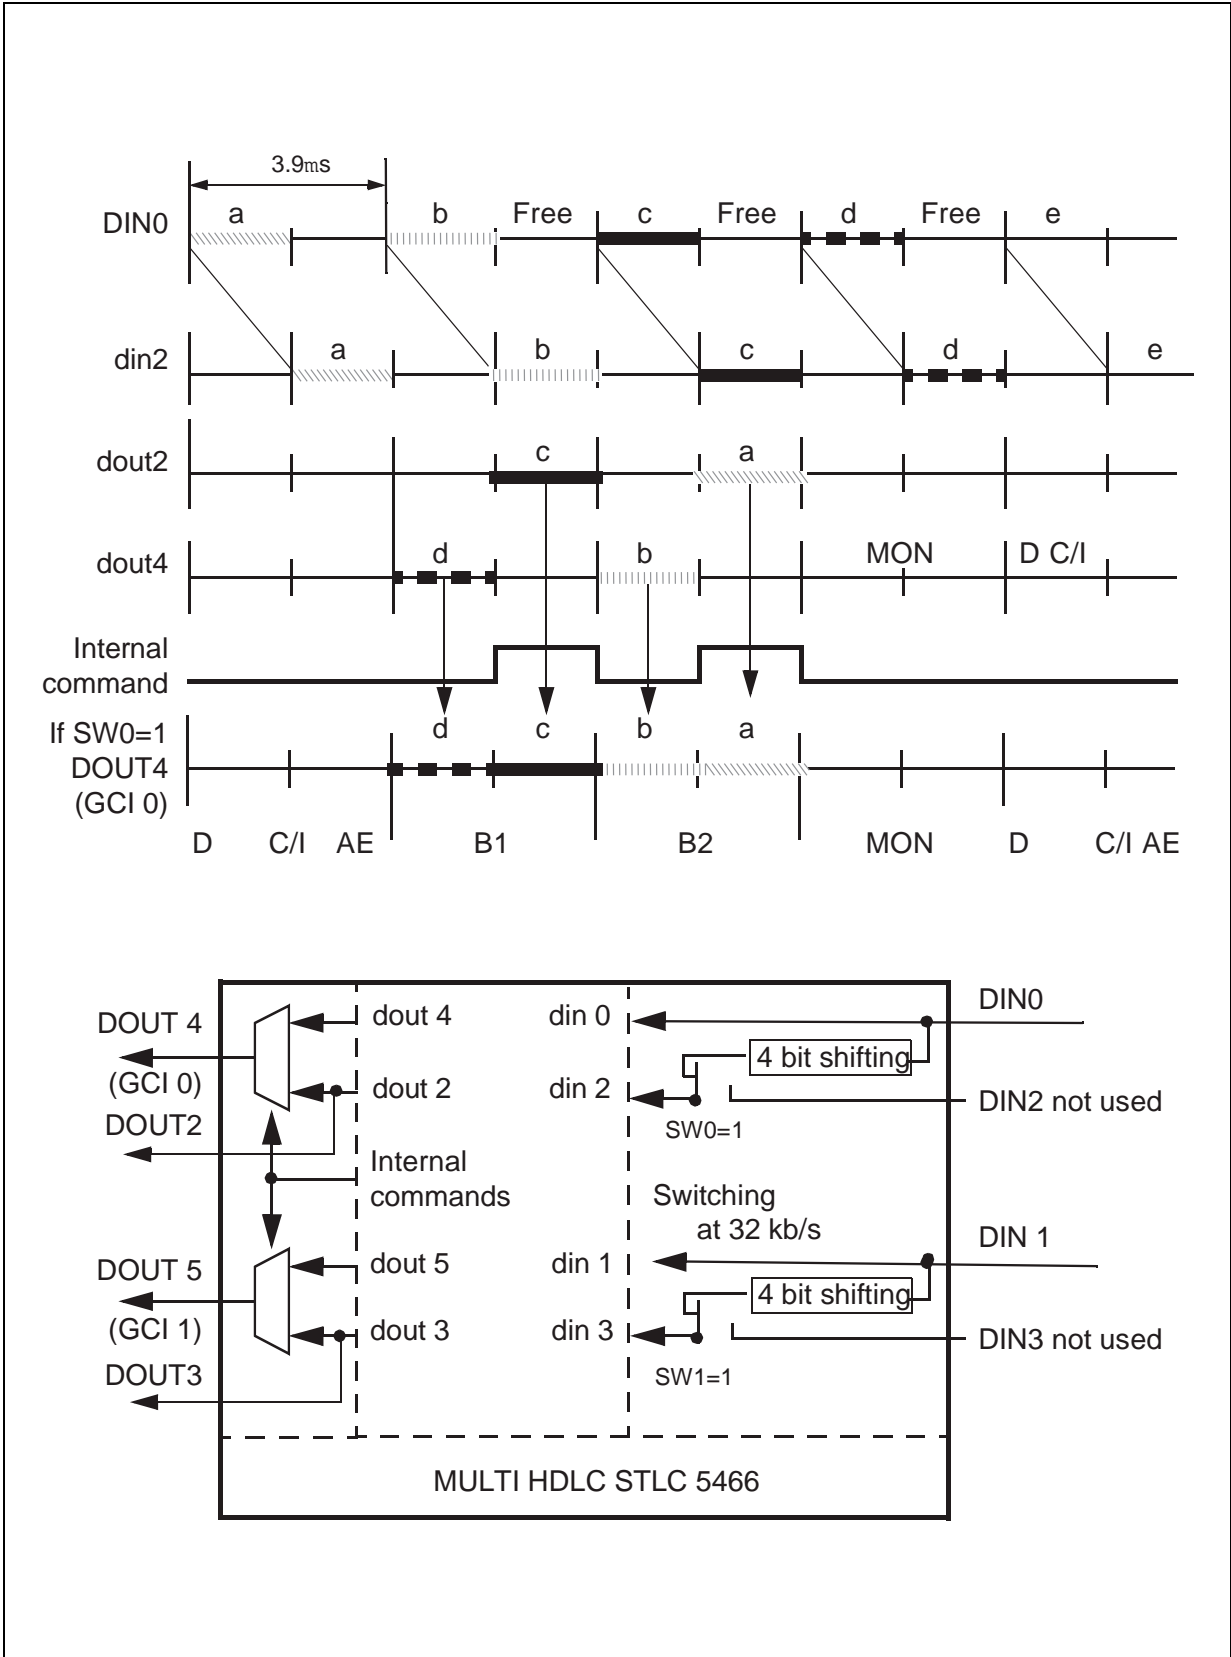 3.9ms
DIN0 a b Free c Free d Free e
din2 a b c d e
dout2 c a
dout4 d b MON D C/I
Internal
command
If SW0=1 d c b a
DOUT4
(GCI 0)
D C/I AE B1 B2 MON D C/I AE
DOUT 4 dout 4 din 0 DIN0
4 bit shifting
(GCI 0) dout 2 din 2 DIN2 not used
DOUT2 SW0=1
Internal
commands
Switching
at 32 kb/s
DIN 1
DOUT 5 dout 5 din 1
4 bit shifting
(GCI 1) dout 3 din 3 DIN3 not used
DOUT3 SW1=1
MULTI HDLC STLC 5466